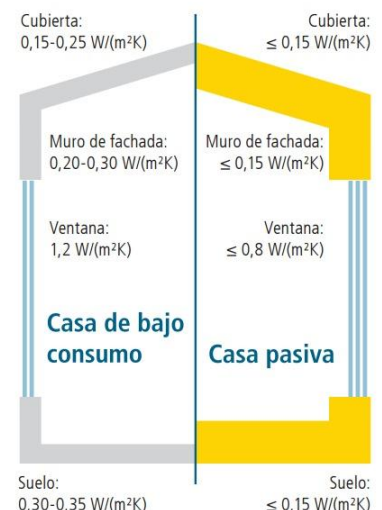 Cubierta:
0,15-0,25 W/(m²K)
Cubierta:
≤ 0,15 W/(m²K)
Muro de fachada:
0,20-0,30 W/(m²K)
Muro de fachada:
≤ 0,15 W/(m²K)
Ventana:
1,2 W/(m²K)
Ventana:
≤ 0,8 W/(m²K)
Casa de bajo
consumo
Casa pasiva
Suelo:
0,30-0,35 W/(m²K)
Suelo:
≤ 0,15 W/(m²K)